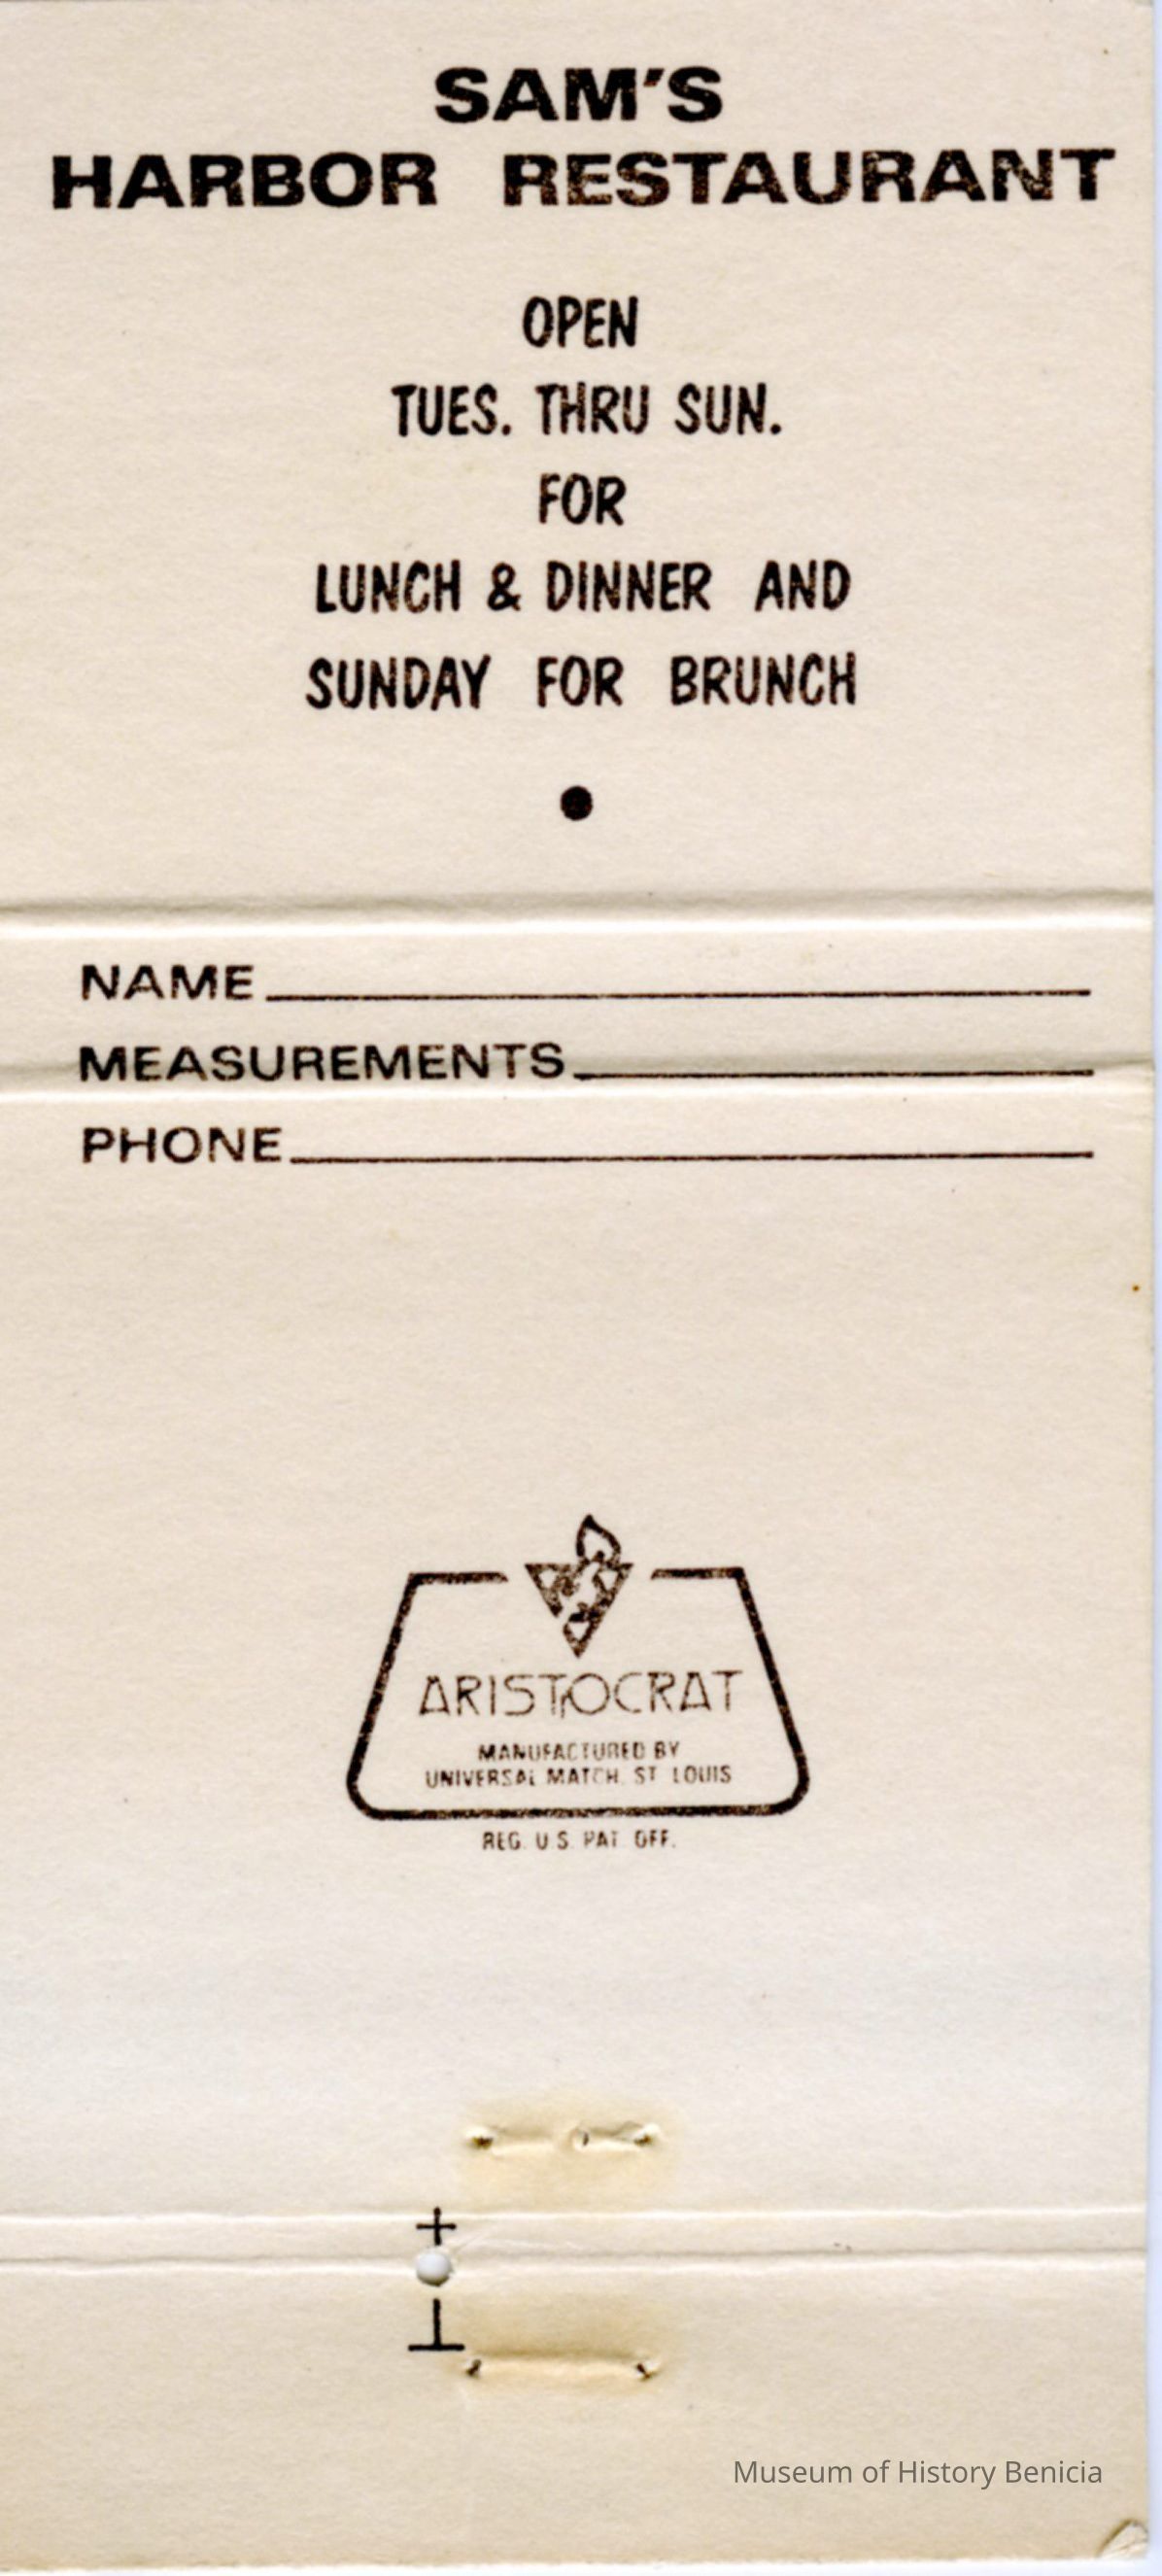 SAM'S
HARBOR RESTAURANT
OPEN
TUES. THRU SUN.
FOR
LUNCH & DINNER AND
SUNDAY FOR BRUNCH
●
NAME
MEASUREMENTS
PHONE
ARISTOCRAT
MANUFACTURED BY
UNIVERSAL MATCH. ST. LOUIS
REG. U.S. PAT. OFF.
Museum of History Benicia